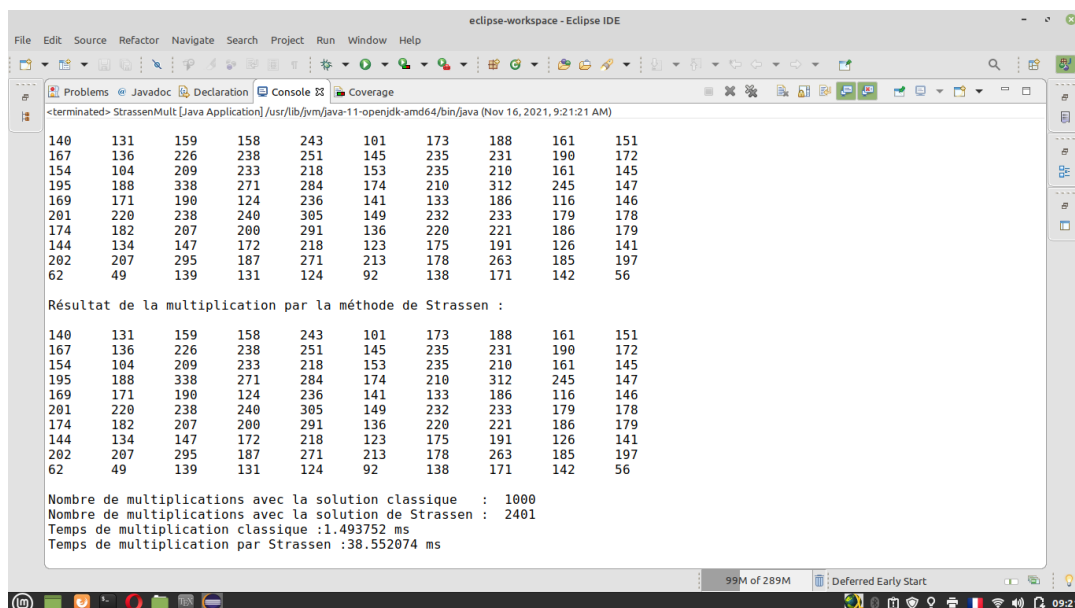 eclipse-workspace - Eclipse IDE
File Edit Source Refactor Navigate Search Project Run Window Help
Problems @ Javadoc Declaration Console Coverage
<terminated> StrassenMult [Java Application] /usr/lib/jvm/java-11-openjdk-amd64/bin/java (Nov 16, 2021, 9:21:21 AM)
140 131 159 158 243 101 173 188 161 151
167 136 226 238 251 145 235 231 190 172
154 104 209 233 218 153 235 210 161 145
195 188 338 271 284 174 210 312 245 147
169 171 190 124 236 141 133 186 116 146
201 220 238 240 305 149 232 233 179 178
174 182 207 200 291 136 220 221 186 179
144 134 147 172 218 123 175 191 126 141
202 207 295 187 271 213 178 263 185 197
62 49 139 131 124 92 138 171 142 56
Résultat de la multiplication par la méthode de Strassen :
140 131 159 158 243 101 173 188 161 151
167 136 226 238 251 145 235 231 190 172
154 104 209 233 218 153 235 210 161 145
195 188 338 271 284 174 210 312 245 147
169 171 190 124 236 141 133 186 116 146
201 220 238 240 305 149 232 233 179 178
174 182 207 200 291 136 220 221 186 179
144 134 147 172 218 123 175 191 126 141
202 207 295 187 271 213 178 263 185 197
62 49 139 131 124 92 138 171 142 56
Nombre de multiplications avec la solution classique : 1000
Nombre de multiplications avec la solution de Strassen : 2401
Temps de multiplication classique :1.493752 ms
Temps de multiplication par Strassen :38.552074 ms
99M of 289M Deferred Early Start